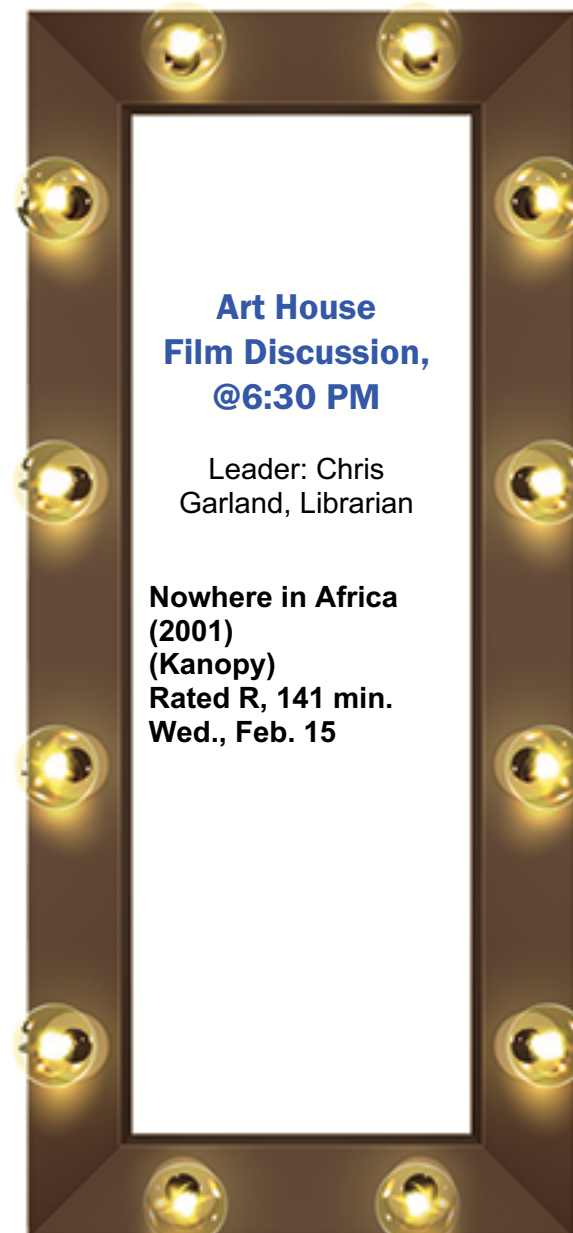 Art House
Film Discussion,
@6:30 PM
Leader: Chris
Garland, Librarian
Nowhere in Africa
(2001)
(Kanopy)
Rated R, 141 min.
Wed., Feb. 15